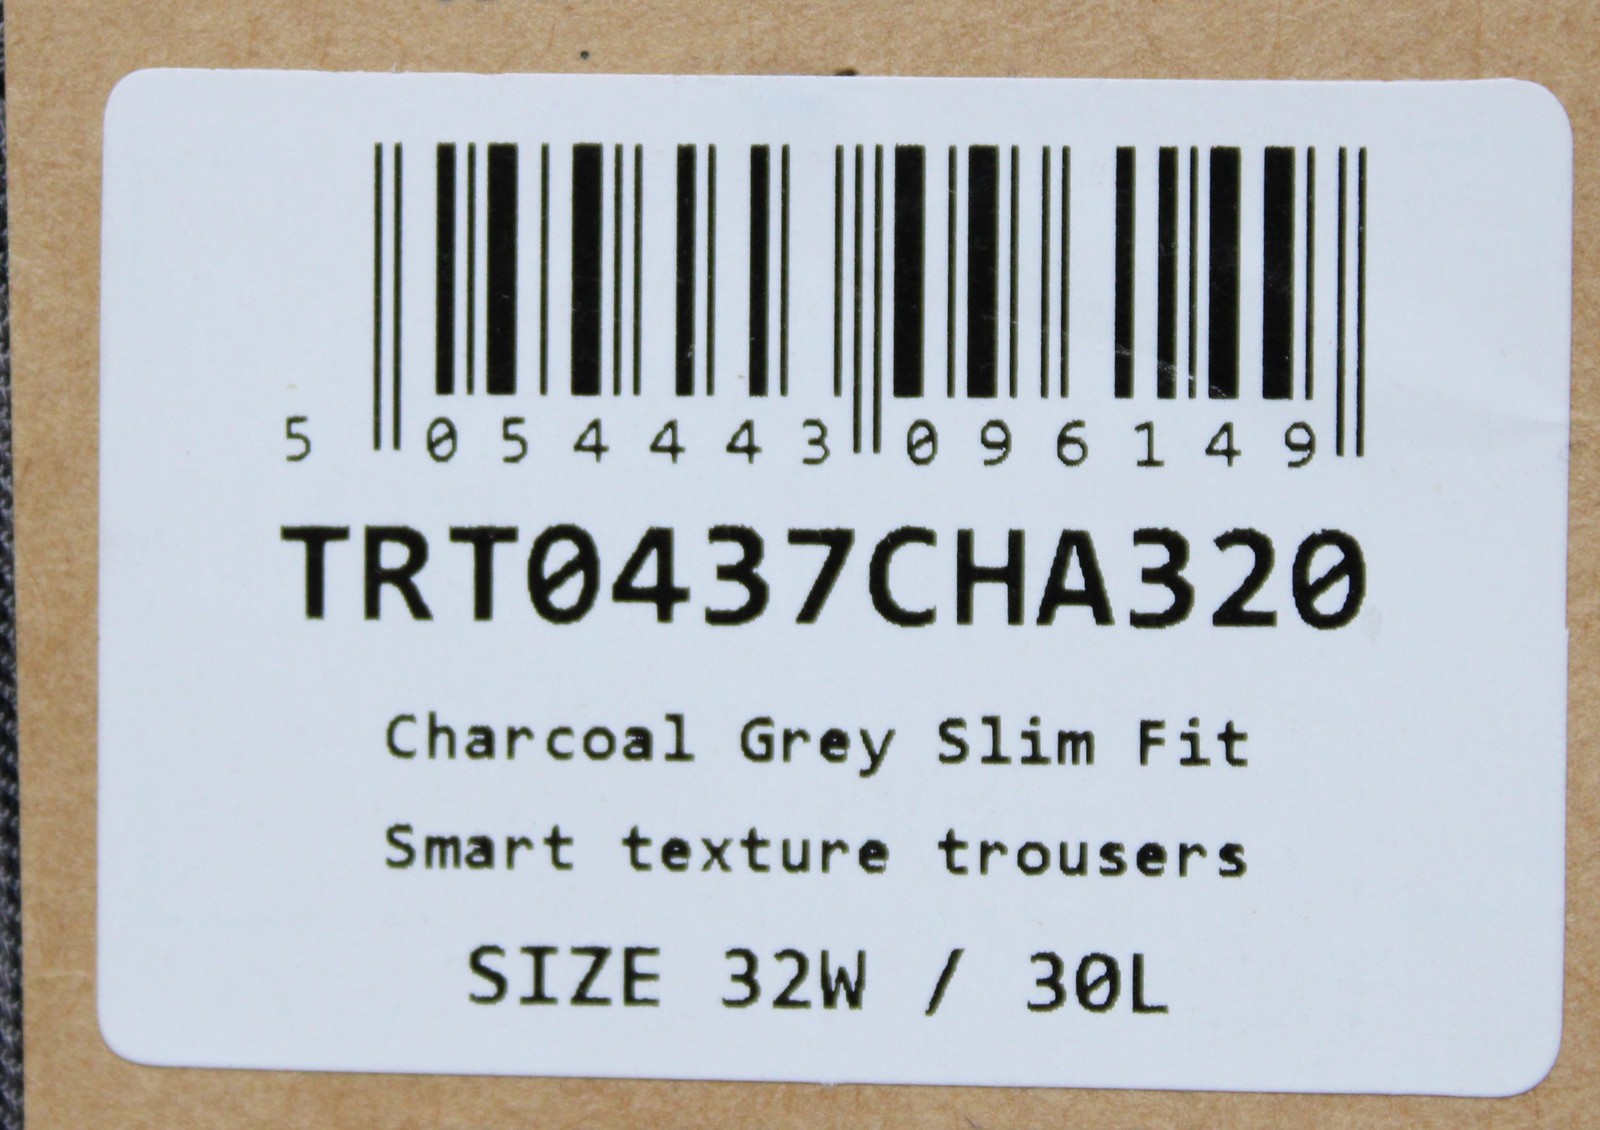 5 054443 096149
TRT0437CHA320
Charcoal Grey Slim Fit
Smart texture trousers
SIZE 32W / 30L